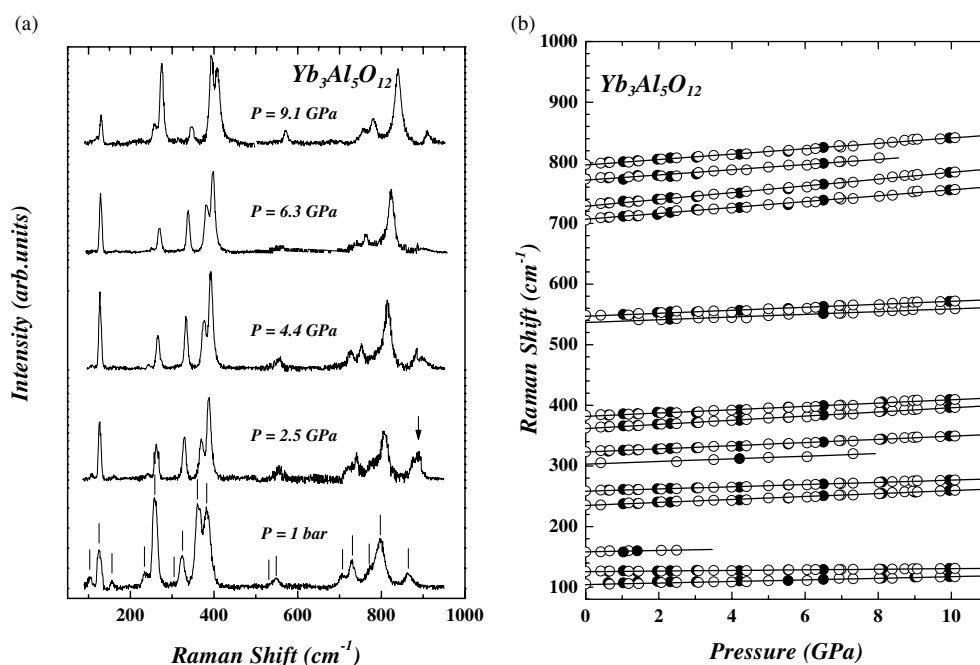 (a)
Yb3Al5O12
P = 9.1 GPa
P = 6.3 GPa
P = 4.4 GPa
P = 2.5 GPa
P = 1 bar
Intensity (arb.units)
0 200 400 600 800 1000
Raman Shift (cm-1)
(b)
Yb3Al5O12
1000
900
800
700
600
500
400
300
200
100
Raman Shift (cm-1)
0 2 4 6 8 10
Pressure (GPa)